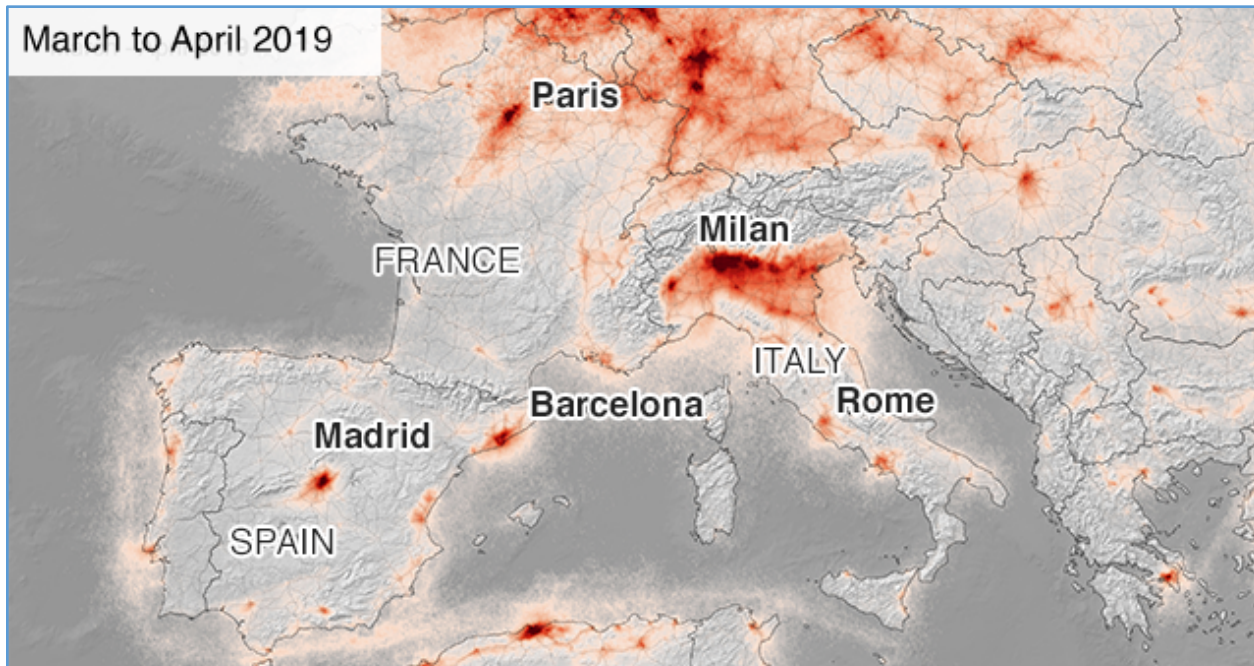 March to April 2019
Paris
Milan
FRANCE
ITALY
Barcelona
Rome
Madrid
SPAIN